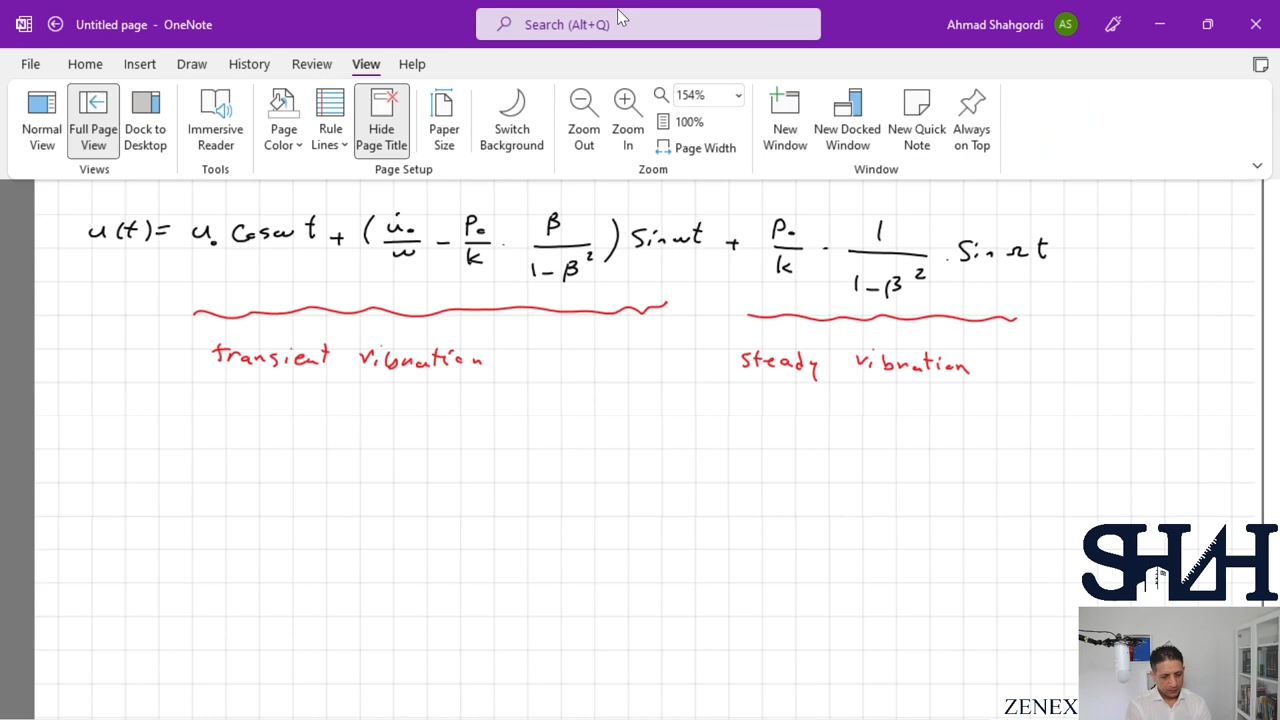 Untitled page - OneNote
Search (Alt+Q)
Ahmad Shahgordi AS
File Home Insert Draw History Review View Help
Normal View
Full Page View
Dock to Desktop
Immersive Reader
Page Color
Rule Lines
Hide Page Title
Paper Size
Switch Background
Zoom Out
Zoom In
154%
100%
Page Width
New Window
New Docked Window
New Quick Note
Always on Top
Views Tools Page Setup Zoom Window
u(t) = u₀ Cosωt + (u̇₀/ω − P₀/k · β/(1−β²)) Sinωt + P₀/k · 1/(1−β²) · Sin Ωt
transient vibration
steady vibration
SHAH
ZENEX